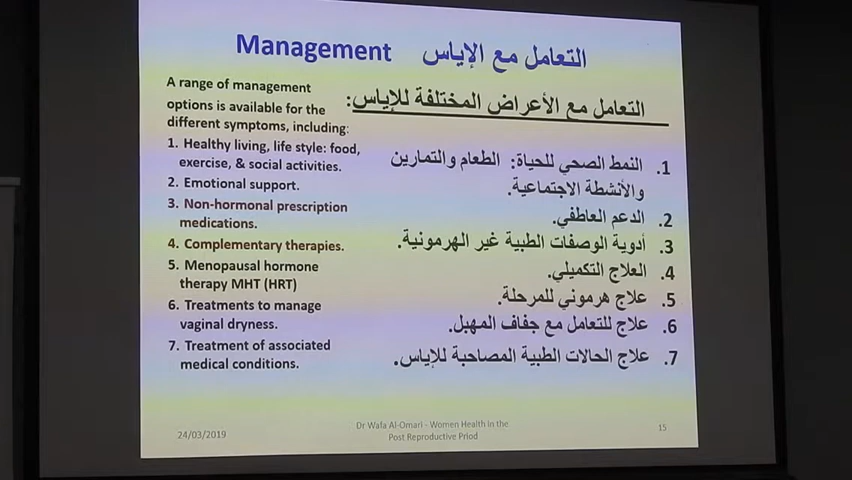 Management التعامل مع الإياس
A range of management
options is available for the
different symptoms, including:
1. Healthy living, life style: food,
exercise, & social activities.
2. Emotional support.
3. Non-hormonal prescription
medications.
4. Complementary therapies.
5. Menopausal hormone
therapy MHT (HRT)
6. Treatments to manage
vaginal dryness.
7. Treatment of associated
medical conditions.
التعامل مع الأعراض المختلفة للإياس:
1. النمط الصحي للحياة: الطعام والتمارين
والأنشطة الاجتماعية.
2. الدعم العاطفي.
3. أدوية الوصفات الطبية غير الهرمونية.
4. العلاج التكميلي.
5. علاج هرموني للمرحلة.
6. علاج للتعامل مع جفاف المهبل.
7. علاج الحالات الطبية المصاحبة للإياس.
24/03/2019
Dr Wafa Al-Omari - Women Health in the
Post Reproductive Priod
15